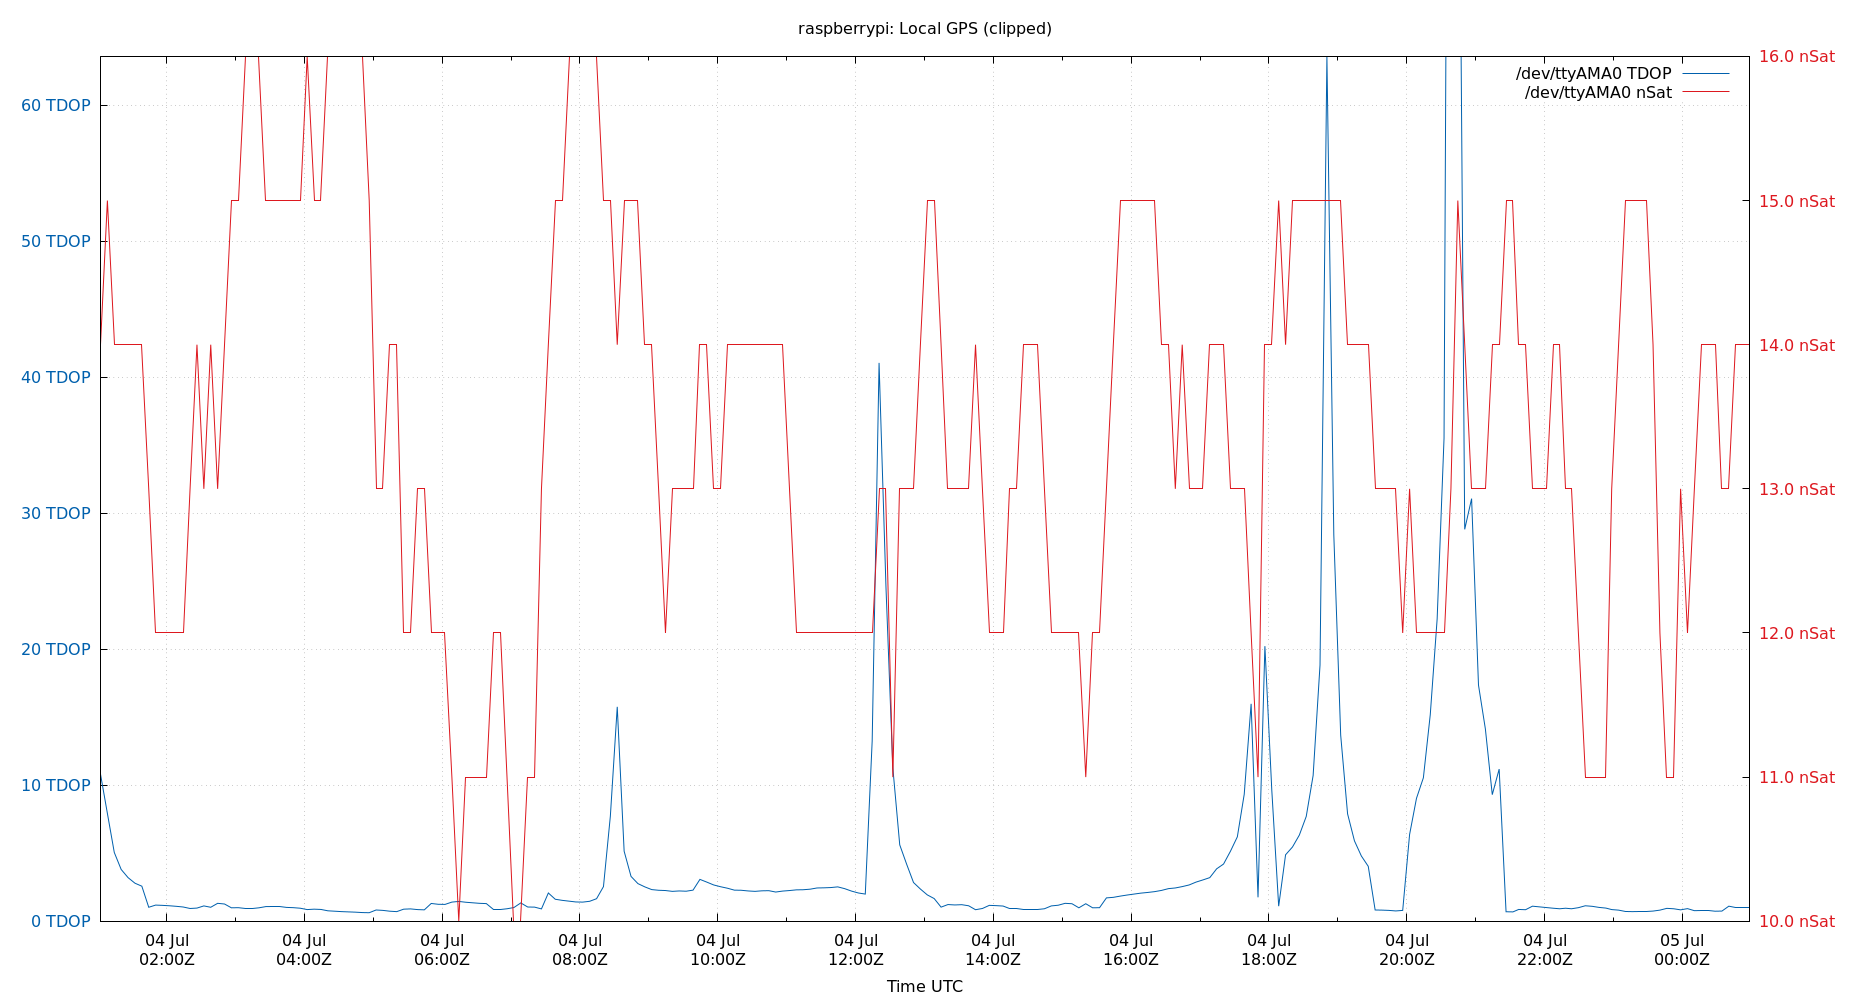 raspberrypi: Local GPS (clipped)
/dev/ttyAMA0 TDOP
/dev/ttyAMA0 nSat
60 TDOP
50 TDOP
40 TDOP
30 TDOP
20 TDOP
10 TDOP
0 TDOP
16.0 nSat
15.0 nSat
14.0 nSat
13.0 nSat
12.0 nSat
11.0 nSat
10.0 nSat
04 Jul 04 Jul 04 Jul 04 Jul 04 Jul 04 Jul 04 Jul 04 Jul 04 Jul 04 Jul 04 Jul 05 Jul
02:00Z 04:00Z 06:00Z 08:00Z 10:00Z 12:00Z 14:00Z 16:00Z 18:00Z 20:00Z 22:00Z 00:00Z
Time UTC